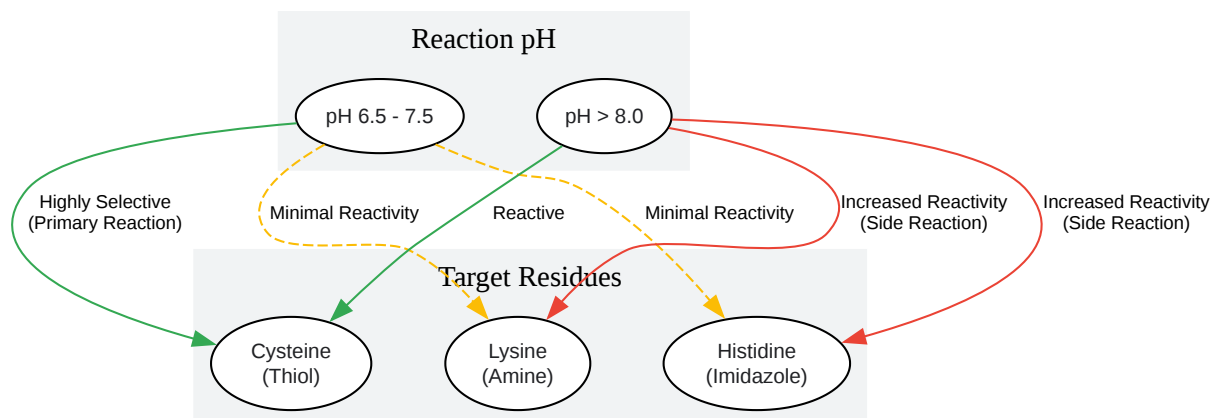 Reaction pH
pH 6.5 - 7.5
pH > 8.0
Highly Selective
(Primary Reaction)
Minimal Reactivity
Reactive
Minimal Reactivity
Increased Reactivity
(Side Reaction)
Increased Reactivity
(Side Reaction)
Target Residues
Cysteine
(Thiol)
Lysine
(Amine)
Histidine
(Imidazole)